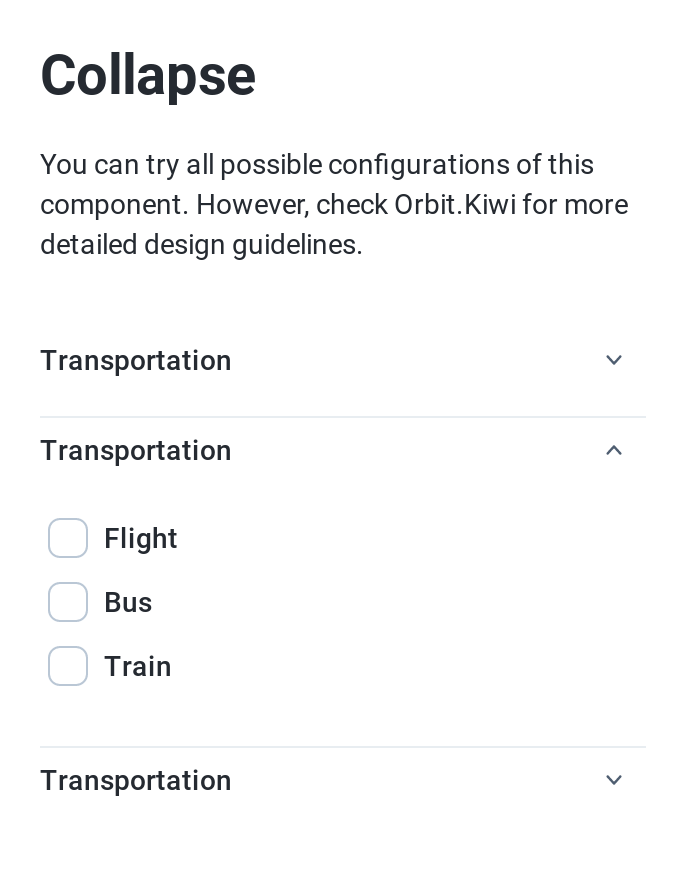 Collapse
You can try all possible configurations of this
component. However, check Orbit.Kiwi for more
detailed design guidelines.
Transportation
Transportation
Flight
Bus
Train
Transportation